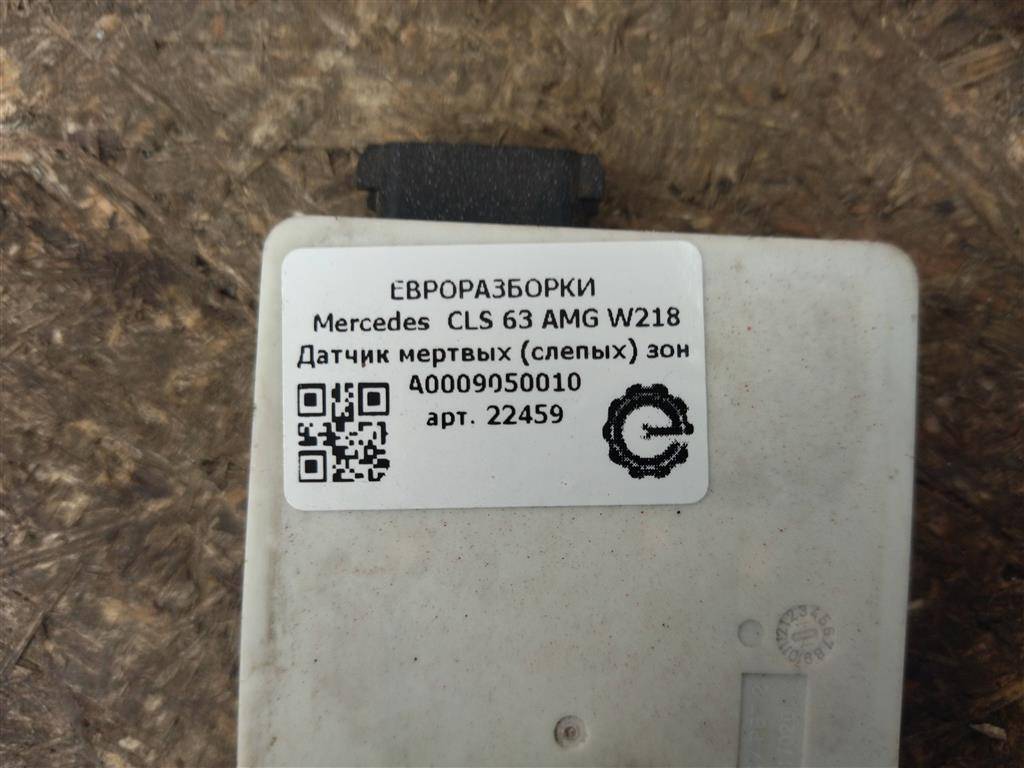 ЕВРОРАЗБОРКИ
Mercedes CLS 63 AMG W218
Датчик мертвых (слепых) зон
A0009050010
арт. 22459